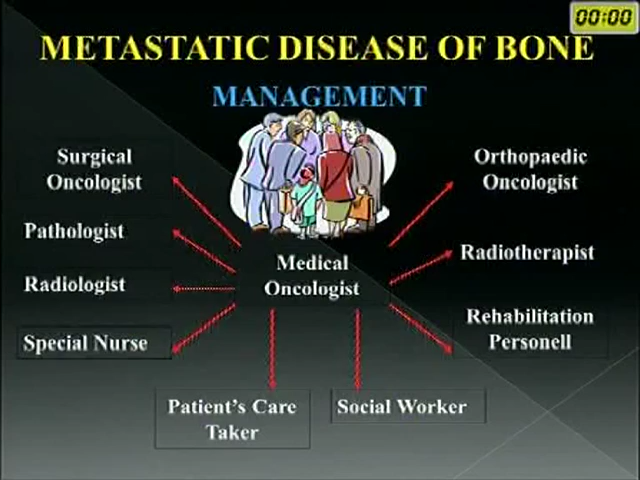 00:00
METASTATIC DISEASE OF BONE
MANAGEMENT
Surgical
Oncologist
Pathologist
Radiologist
Special Nurse
Medical
Oncologist
Orthopaedic
Oncologist
Radiotherapist
Rehabilitation
Personell
Patient's Care
Taker
Social Worker